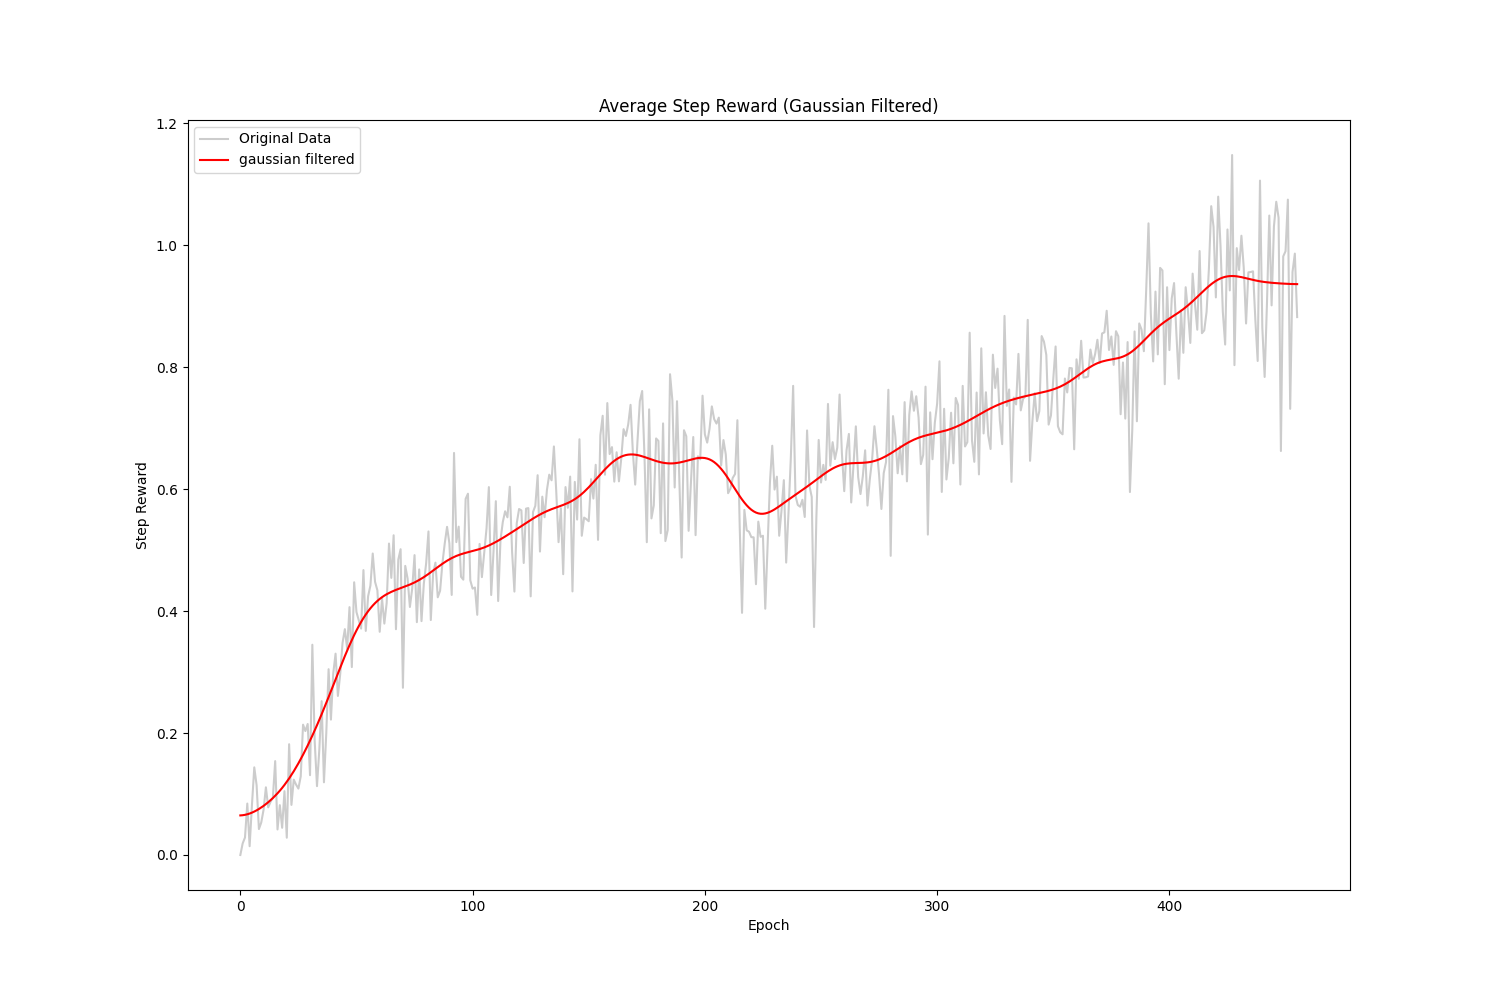 Average Step Reward (Gaussian Filtered)
Original Data
gaussian filtered
1.2
1.0
0.8
0.6
0.4
0.2
0.0
Step Reward
0 100 200 300 400
Epoch